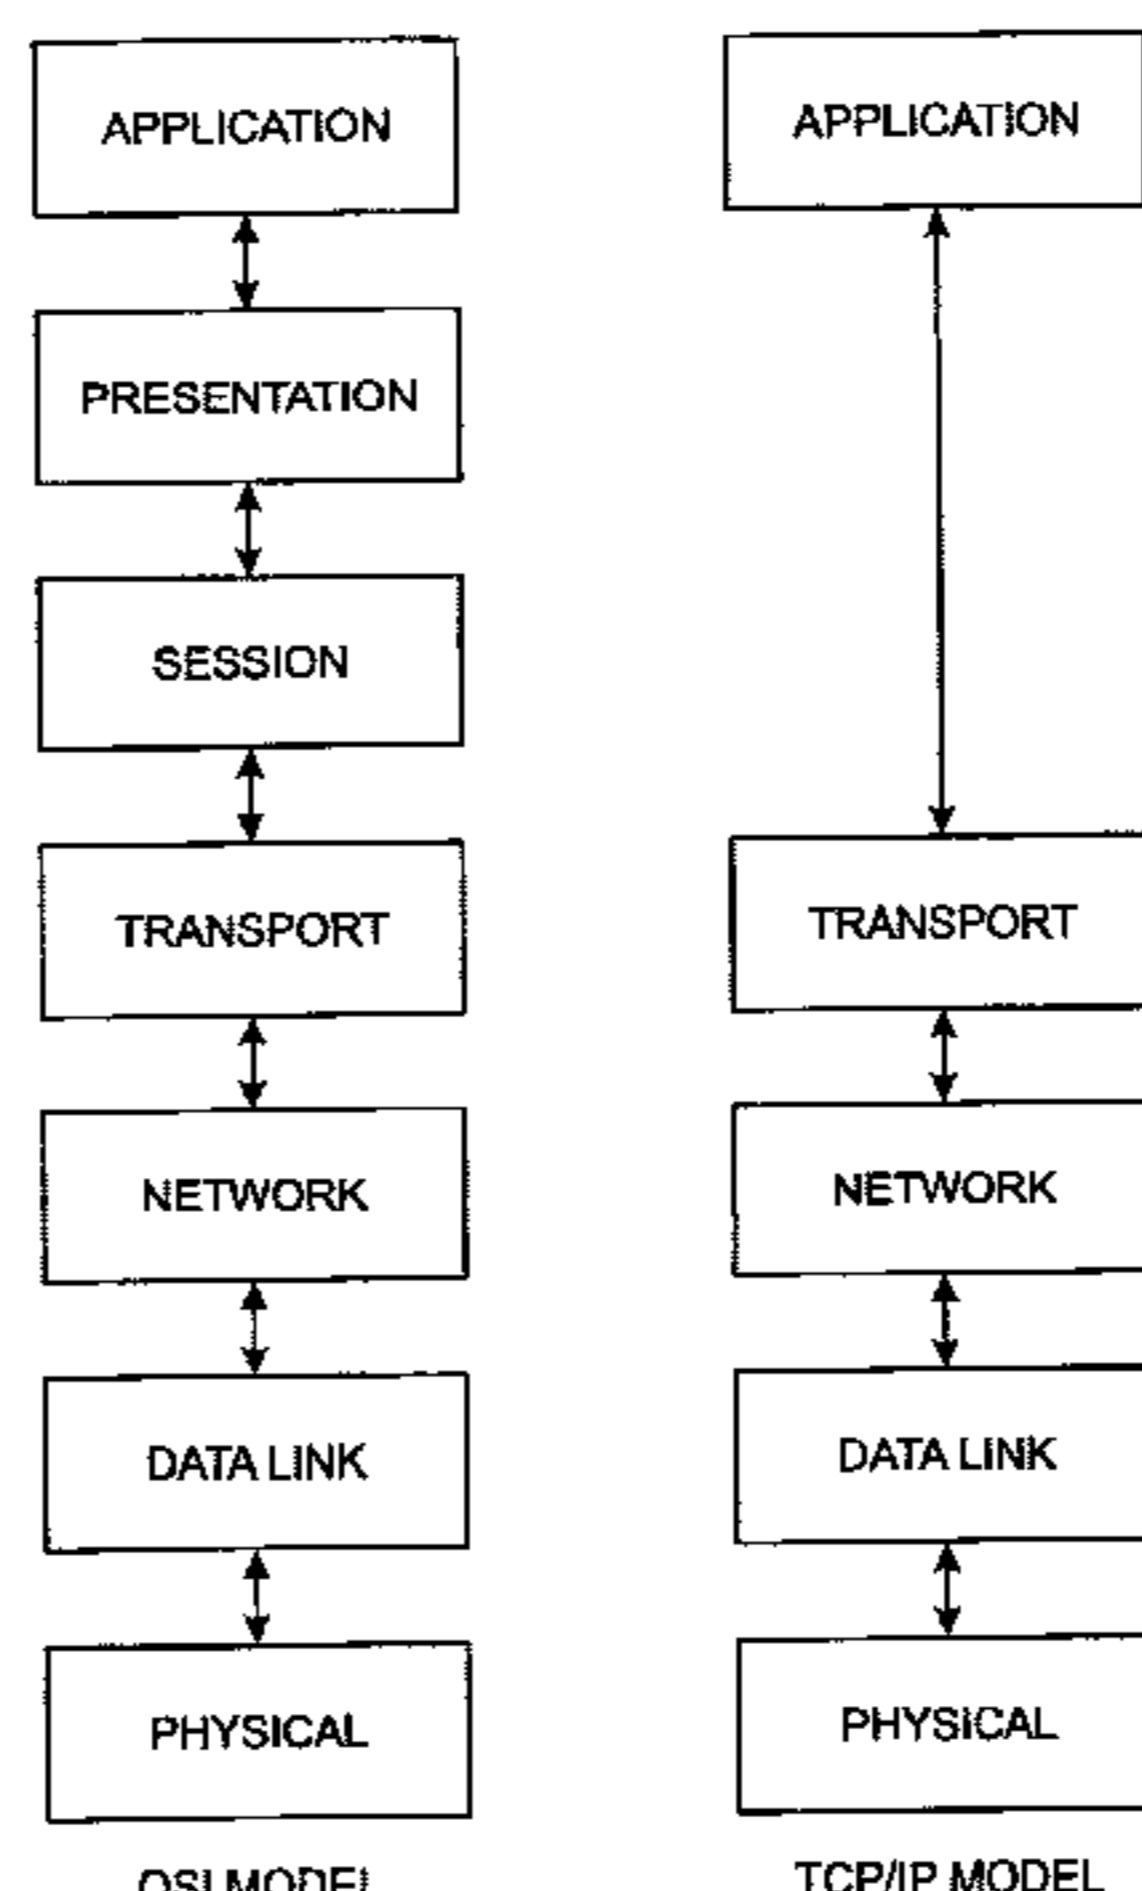 APPLICATION
PRESENTATION
SESSION
TRANSPORT
NETWORK
DATA LINK
PHYSICAL
OSI MODEL
APPLICATION
TRANSPORT
NETWORK
DATA LINK
PHYSICAL
TCP/IP MODEL